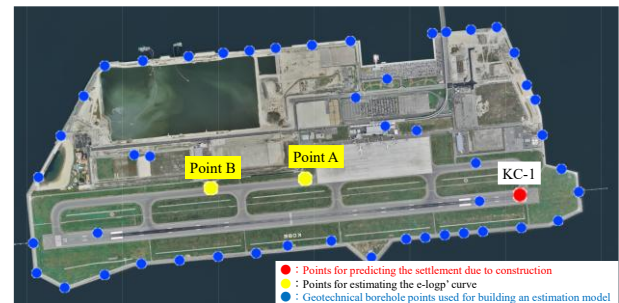 Point A
Point B
KC-1
● : Points for predicting the settlement due to construction
● : Points for estimating the e-logp' curve
● : Geotechnical borehole points used for building an estimation model